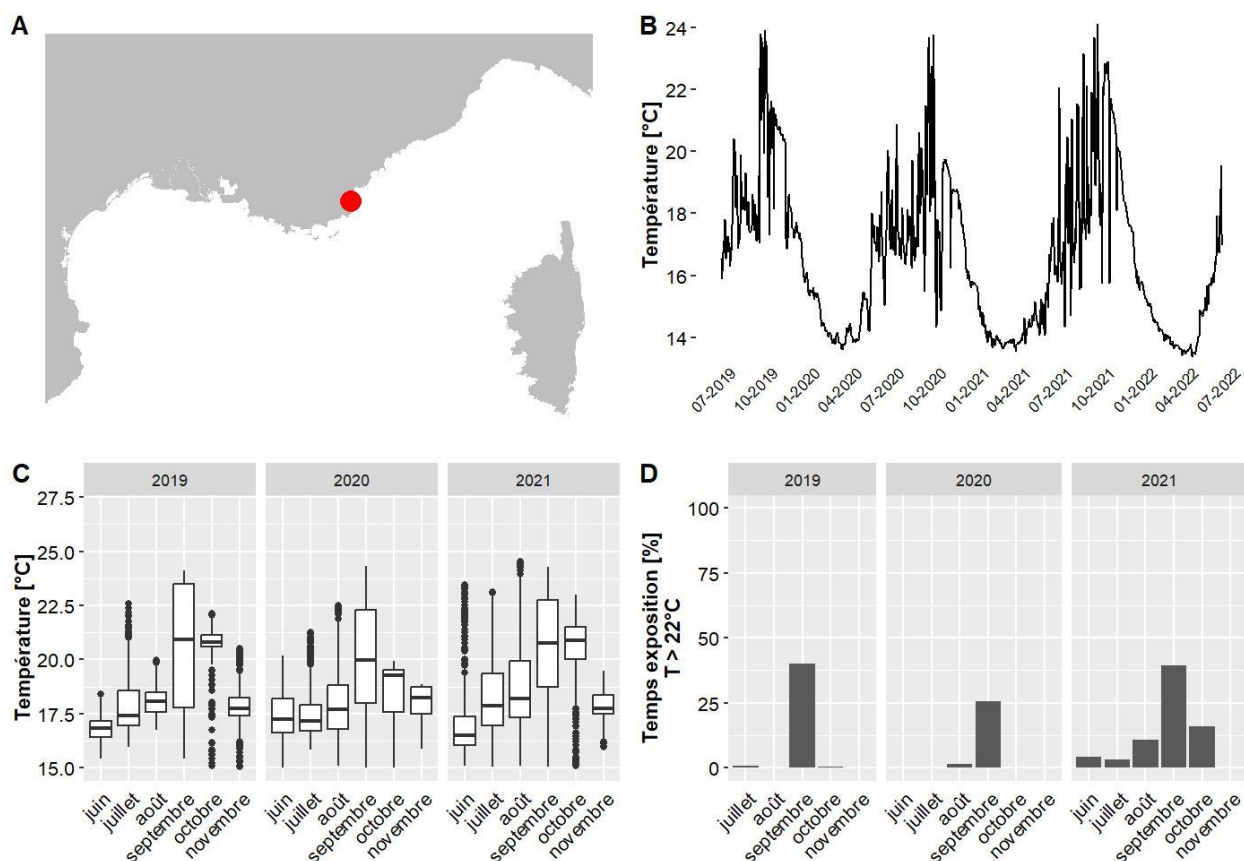 A
B
Température [°C]
24
22
20
18
16
14
07-2019
10-2019
01-2020
04-2020
07-2020
10-2020
01-2021
04-2021
07-2021
10-2021
01-2022
04-2022
07-2022
C
2019
2020
2021
Température [°C]
27.5
25.0
22.5
20.0
17.5
15.0
juin
juillet
août
septembre
octobre
novembre
juin
juillet
août
septembre
octobre
novembre
juin
juillet
août
septembre
octobre
novembre
D
2019
2020
2021
Temps exposition [%]
T > 22°C
100
75
50
25
0
juillet
août
septembre
octobre
novembre
juin
juillet
août
septembre
octobre
novembre
juin
juillet
août
septembre
octobre
novembre